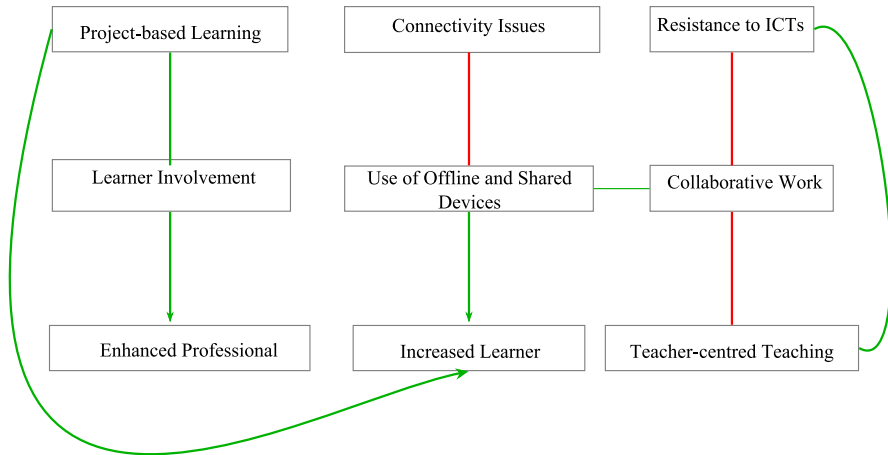 Project-based Learning
Connectivity Issues
Resistance to ICTs
Learner Involvement
Use of Offline and Shared
Devices
Collaborative Work
Enhanced Professional
Increased Learner
Teacher-centred Teaching